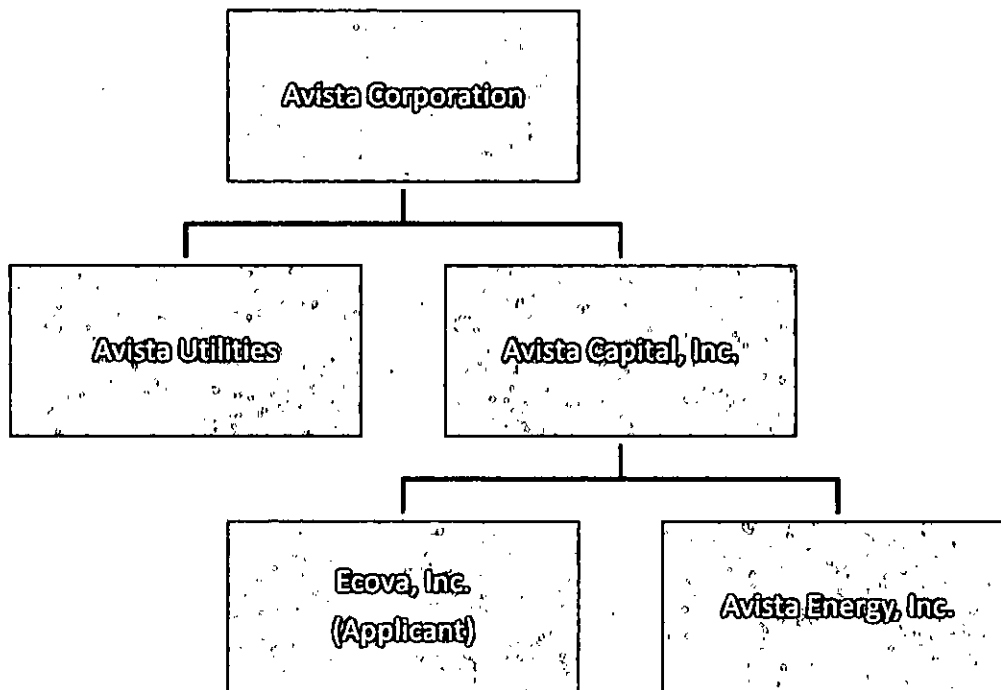 Avista Corporation
Avista Utilities
Avista Capital, Inc.
Ecova, Inc.
(Applicant)
Avista Energy, Inc.